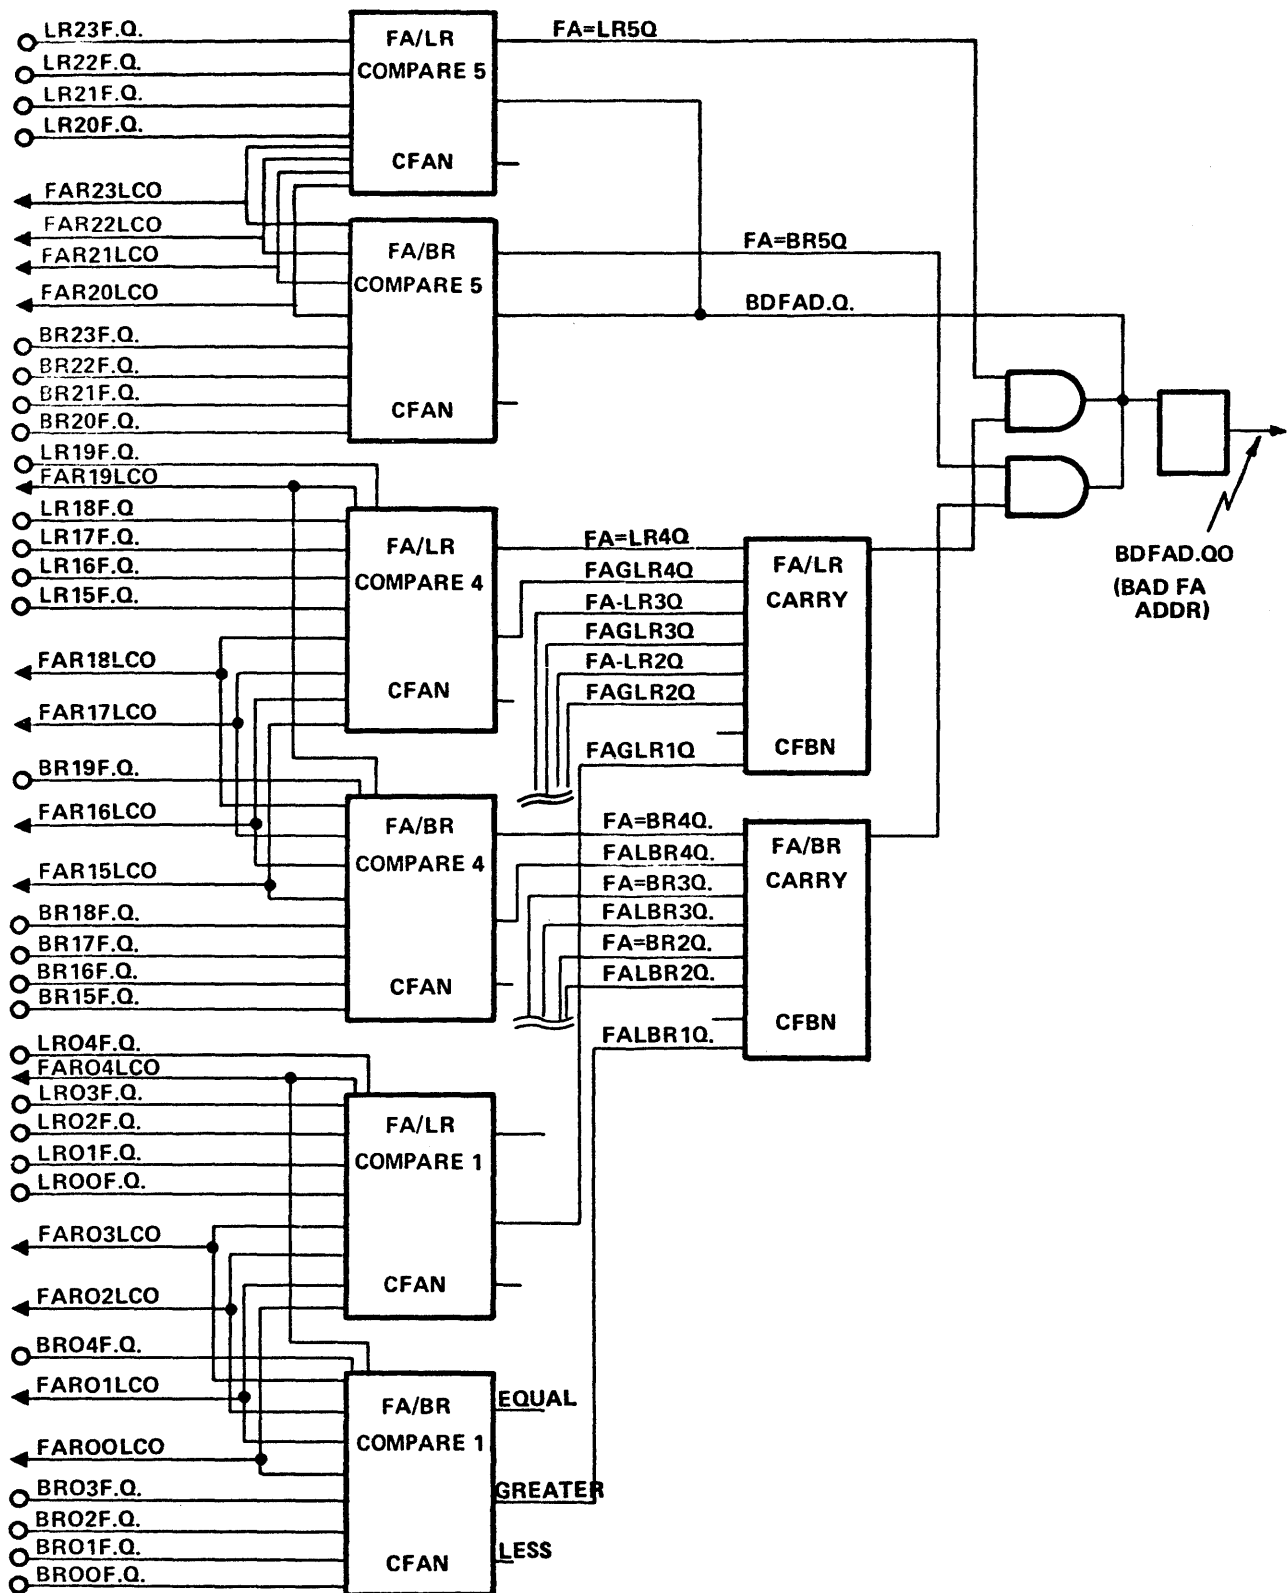 LR23F.Q.
LR22F.Q.
LR21F.Q.
LR20F.Q.
FA/LR
COMPARE 5
CFAN
FA=LR5Q
FAR23LCO
FAR22LCO
FAR21LCO
FAR20LCO
FA/BR
COMPARE 5
CFAN
FA=BR5Q
BDFAD.Q.
BR23F.Q.
BR22F.Q.
BR21F.Q.
BR20F.Q.
LR19F.Q.
FAR19LCO
LR18F.Q
LR17F.Q.
LR16F.Q.
LR15F.Q.
FA/LR
COMPARE 4
CFAN
FA=LR4Q
FAGLR4Q
FA-LR3Q
FAGLR3Q
FA-LR2Q
FAGLR2Q
FAGLR1Q
FA/LR
CARRY
CFBN
BDFAD.QO
(BAD FA
ADDR)
FAR18LCO
FAR17LCO
BR19F.Q.
FAR16LCO
FAR15LCO
BR18F.Q.
BR17F.Q.
BR16F.Q.
BR15F.Q.
FA/BR
COMPARE 4
CFAN
FA=BR4Q.
FALBR4Q.
FA=BR3Q.
FALBR3Q.
FA=BR2Q.
FALBR2Q.
FALBR1Q.
FA/BR
CARRY
CFBN
LRO4F.Q.
FARO4LCO
LRO3F.Q.
LRO2F.Q.
LRO1F.Q.
LROOF.Q.
FA/LR
COMPARE 1
CFAN
FARO3LCO
FARO2LCO
BRO4F.Q.
FARO1LCO
FAROOLCO
BRO3F.Q.
BRO2F.Q.
BRO1F.Q.
BROOF.Q.
FA/BR
COMPARE 1
CFAN
EQUAL
GREATER
LESS